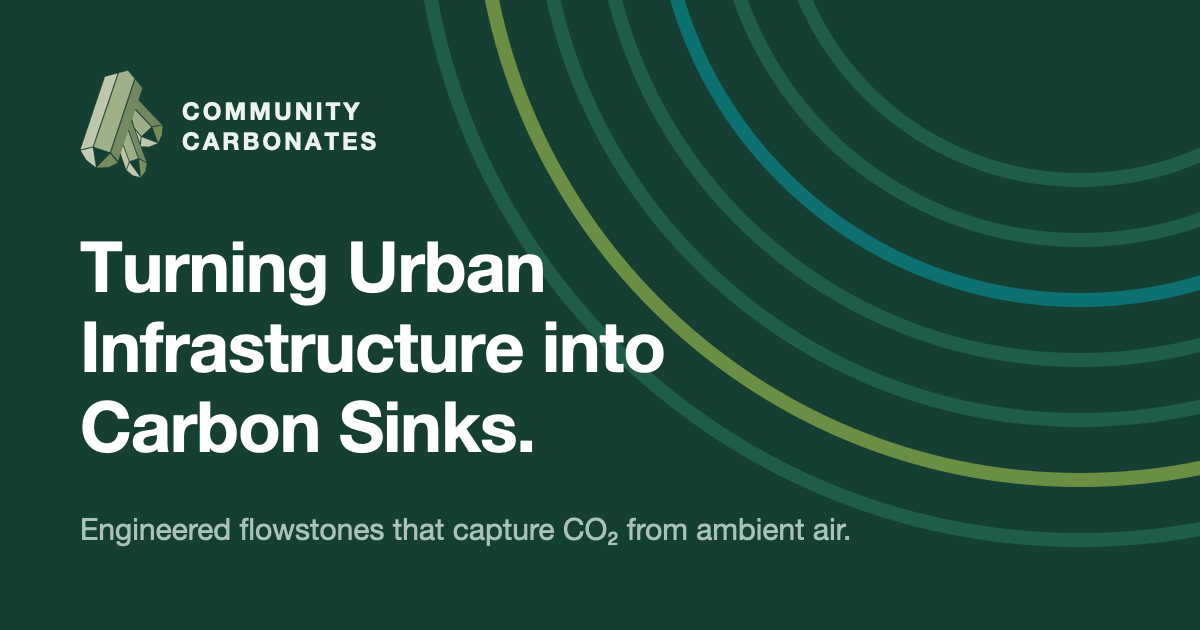 COMMUNITY
CARBONATES
Turning Urban
Infrastructure into
Carbon Sinks.
Engineered flowstones that capture CO₂ from ambient air.